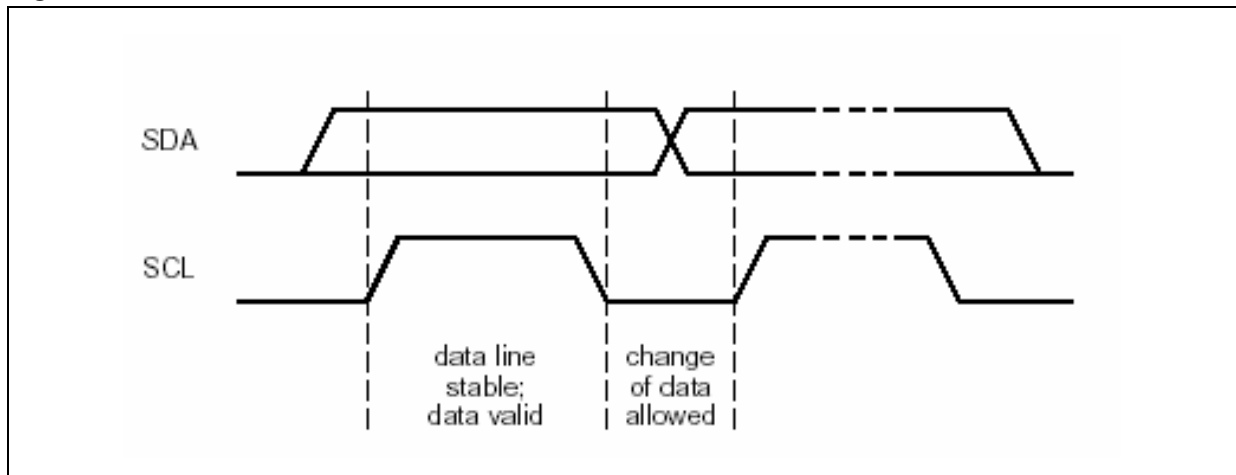 SDA
SCL
data line
stable;
data valid
change
of data
allowed